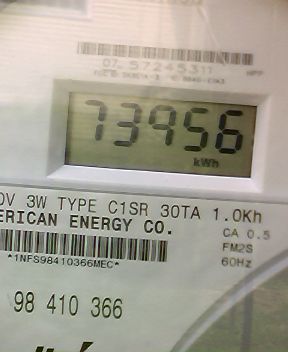 07 57245311
73956
kWh
0V 3W TYPE C1SR 30TA 1.0Kh
ERICAN ENERGY CO.
CA 0.5
FM2S
*1NFS98410366MEC*
60Hz
98 410 366